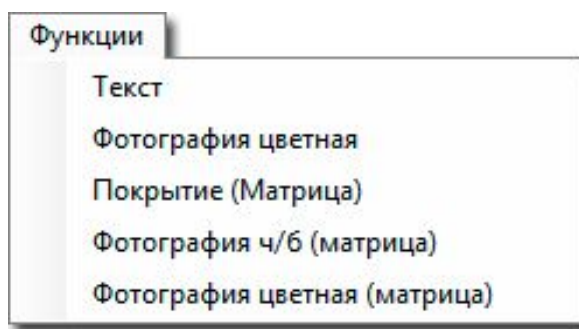 Функции
Текст
Фотография цветная
Покрытие (Матрица)
Фотография ч/б (матрица)
Фотография цветная (матрица)